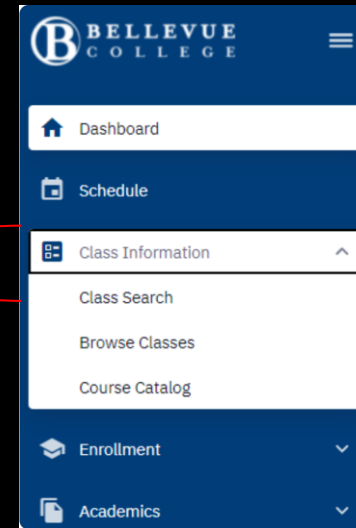 B BELLEVUE
COLLEGE
Dashboard
Schedule
Class Information
Class Search
Browse Classes
Course Catalog
Enrollment
Academics